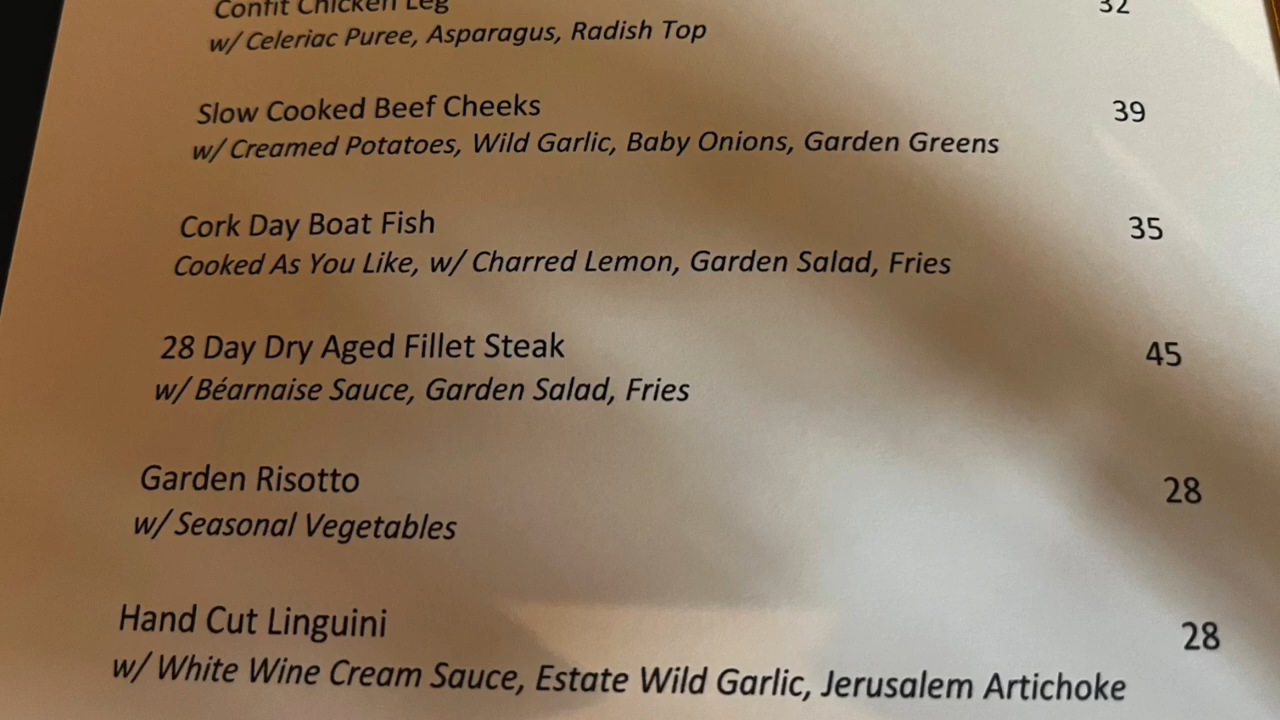 Confit Chicken Leg 32
w/ Celeriac Puree, Asparagus, Radish Top
Slow Cooked Beef Cheeks 39
w/ Creamed Potatoes, Wild Garlic, Baby Onions, Garden Greens
Cork Day Boat Fish 35
Cooked As You Like, w/ Charred Lemon, Garden Salad, Fries
28 Day Dry Aged Fillet Steak 45
w/ Béarnaise Sauce, Garden Salad, Fries
Garden Risotto 28
w/ Seasonal Vegetables
Hand Cut Linguini 28
w/ White Wine Cream Sauce, Estate Wild Garlic, Jerusalem Artichoke